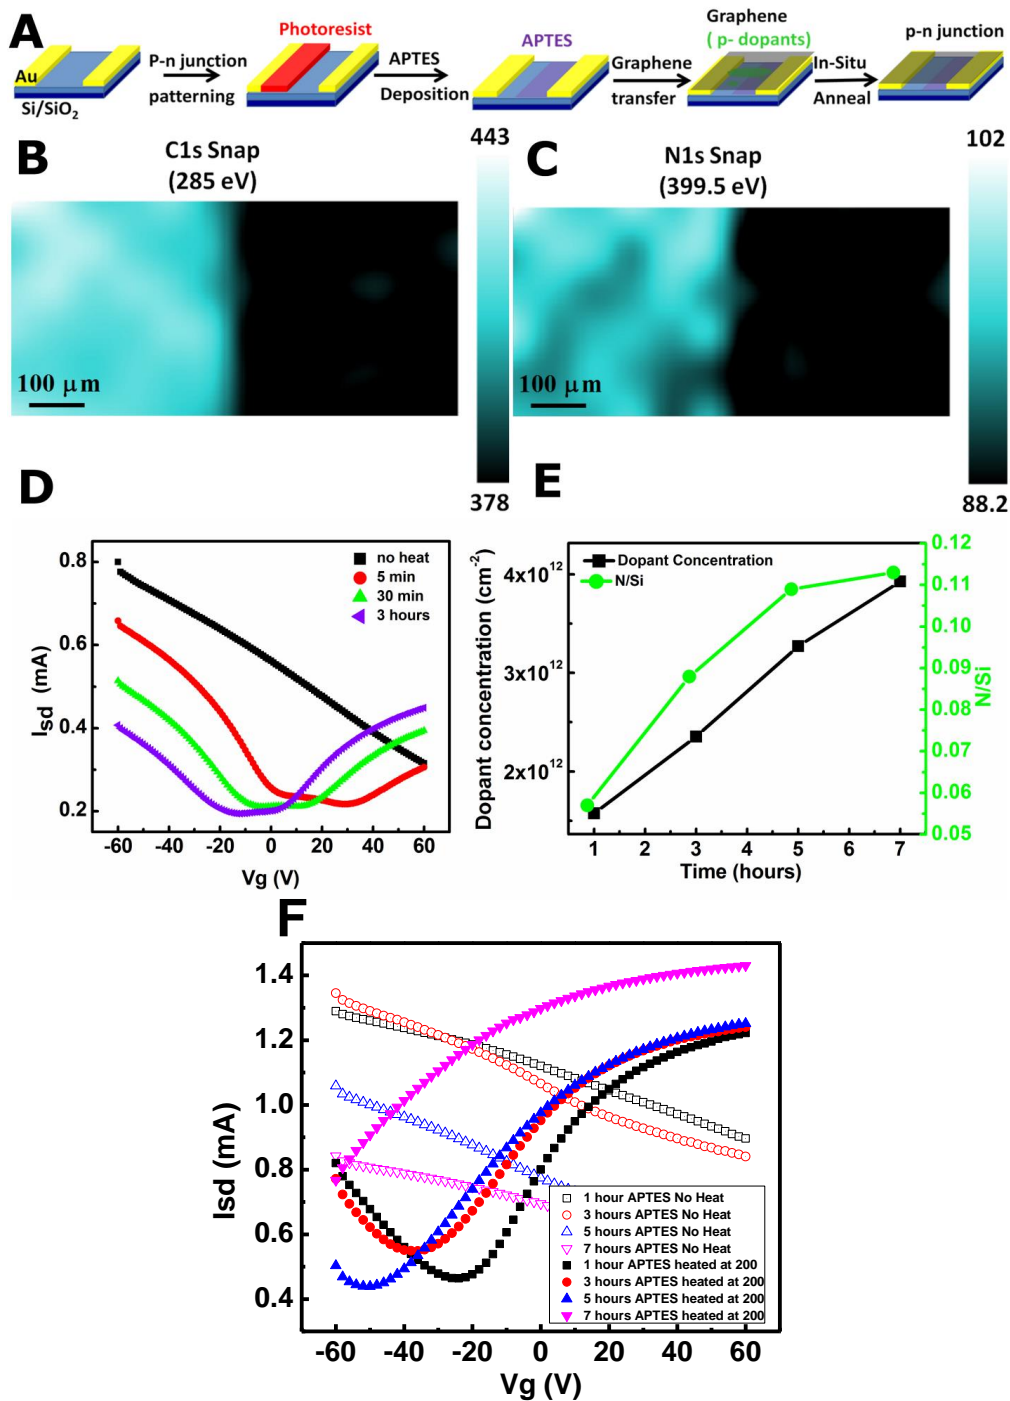 A
Au
Si/SiO2
P-n junction
patterning
Photoresist
APTES
Deposition
APTES
Graphene
transfer
Graphene
( p- dopants)
In-Situ
Anneal
p-n junction
B
C1s Snap
(285 eV)
100 μm
443
378
C
N1s Snap
(399.5 eV)
100 μm
102
88.2
D
Isd (mA)
0.8
0.6
0.4
0.2
no heat
5 min
30 min
3 hours
-60 -40 -20 0 20 40 60
Vg (V)
E
Dopant concentration (cm-2)
4x10^12
3x10^12
2x10^12
Dopant Concentration
N/Si
0.12
0.11
0.10
0.09
0.08
0.07
0.06
0.05
N/Si
1 2 3 4 5 6 7
Time (hours)
F
Isd (mA)
1.4
1.2
1.0
0.8
0.6
0.4
1 hour APTES No Heat
3 hours APTES No Heat
5 hours APTES No Heat
7 hours APTES No Heat
1 hour APTES heated at 200
3 hours APTES heated at 200
5 hours APTES heated at 200
7 hours APTES heated at 200
-60 -40 -20 0 20 40 60
Vg (V)